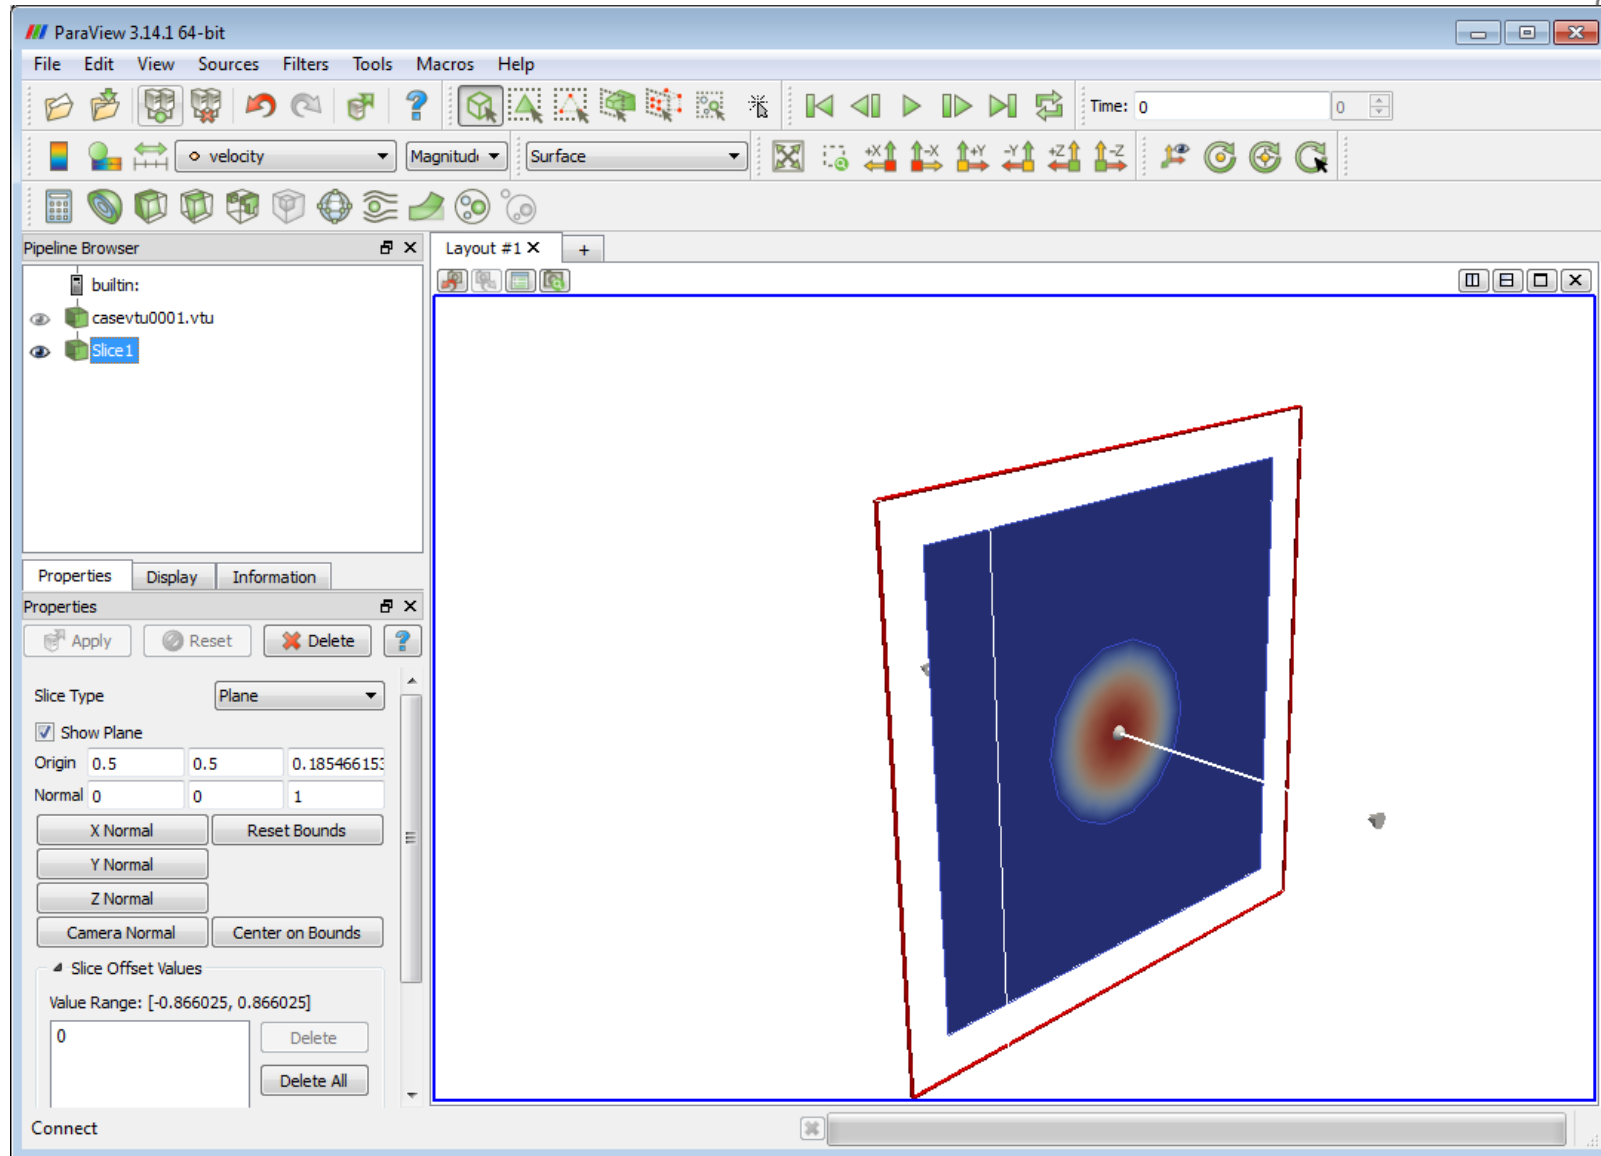 ParaView 3.14.1 64-bit
File Edit View Sources Filters Tools Macros Help
Time: 0 0
velocity Magnitud Surface +X -X +Y -Y +Z -Z
Pipeline Browser
Layout #1 +
builtin:
casevtu0001.vtu
Slice1
Properties Display Information
Properties
Apply Reset Delete ?
Slice Type Plane
Show Plane
Origin 0.5 0.5 0.185466153
Normal 0 0 1
X Normal Reset Bounds
Y Normal
Z Normal
Camera Normal Center on Bounds
Slice Offset Values
Value Range: [-0.866025, 0.866025]
0 Delete
Delete All
Connect